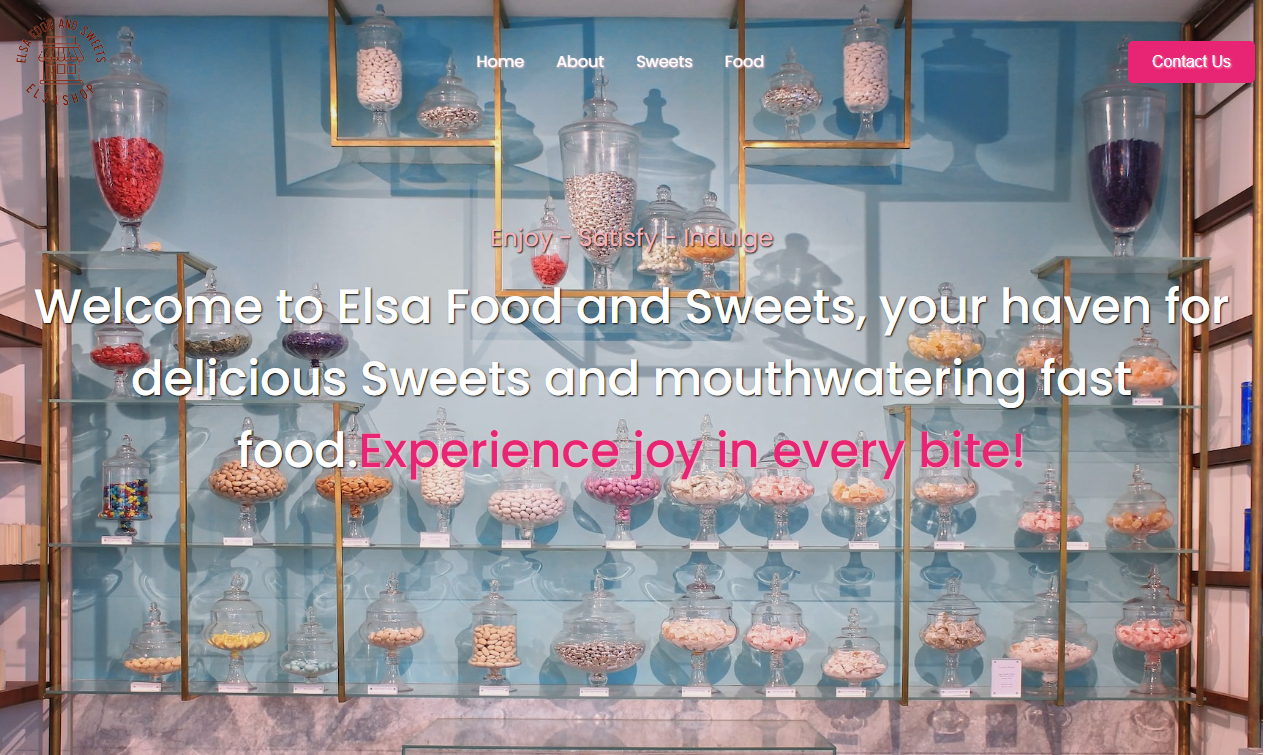 ELSA FOOD AND SWEETS
ELSA SHOP
Home About Sweets Food
Contact Us
Enjoy - Satisfy - Indulge
Welcome to Elsa Food and Sweets, your haven for
delicious Sweets and mouthwatering fast
food.Experience joy in every bite!